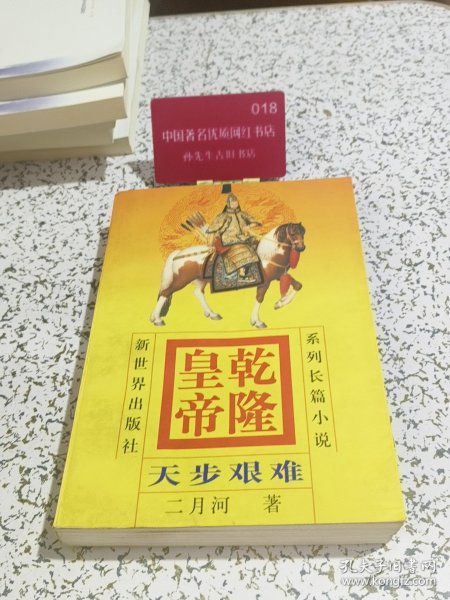 018
中国著名优质网红书店
孙先生古旧书店
系列长篇小说
乾隆
皇帝
新世界出版社
天步艰难
二月河 著
孔夫子旧书网
www.kongfz.com